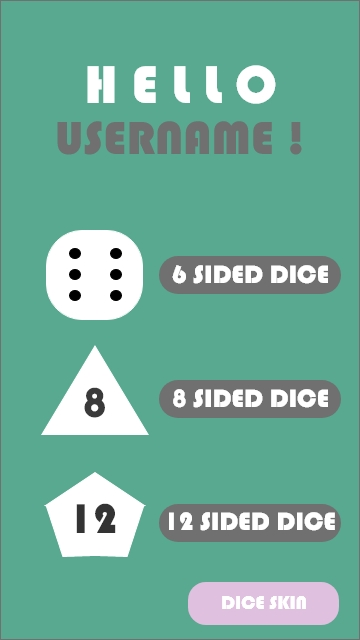 HELLO
USERNAME !
6 SIDED DICE
8
8 SIDED DICE
12
12 SIDED DICE
DICE SKIN